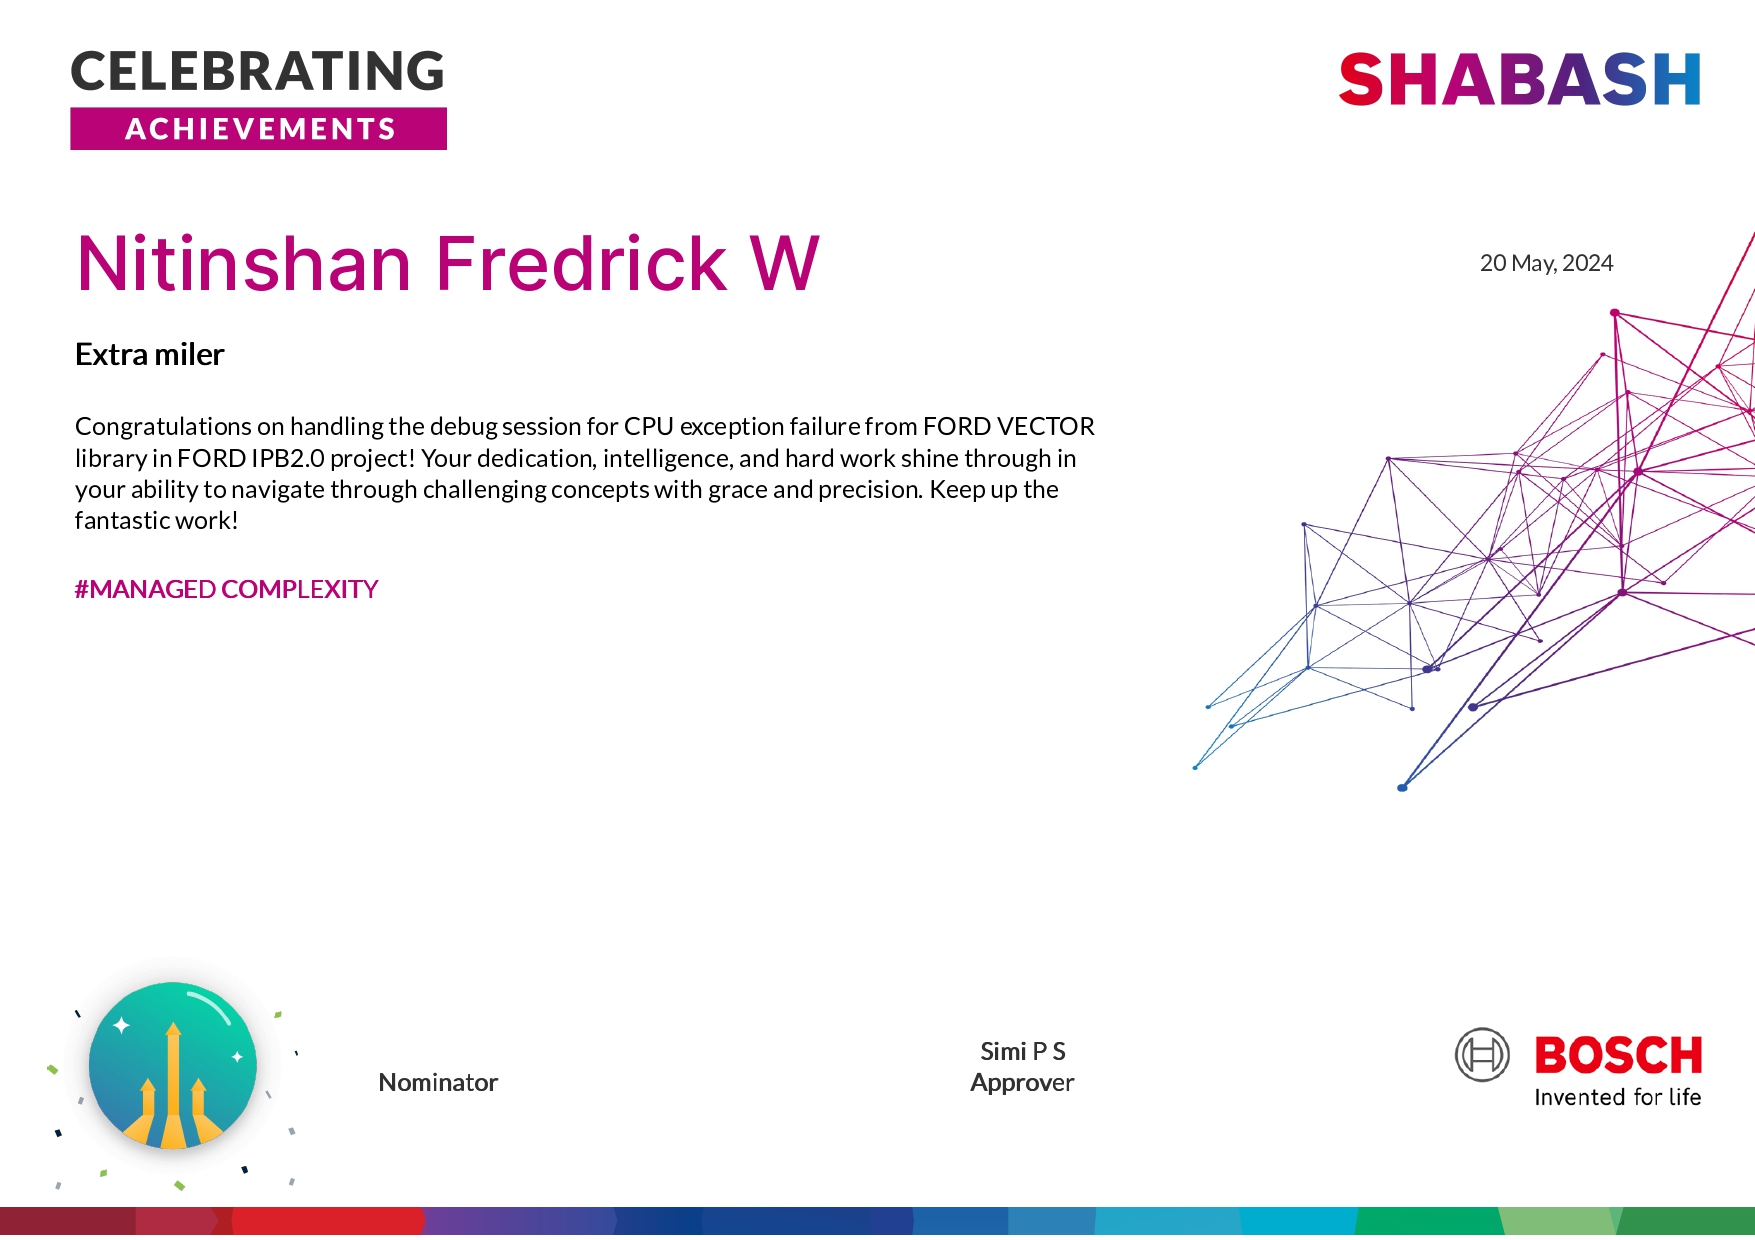 CELEBRATING
ACHIEVEMENTS
SHABASH
Nitinshan Fredrick W
20 May, 2024
Extra miler
Congratulations on handling the debug session for CPU exception failure from FORD VECTOR
library in FORD IPB2.0 project! Your dedication, intelligence, and hard work shine through in
your ability to navigate through challenging concepts with grace and precision. Keep up the
fantastic work!
#MANAGED COMPLEXITY
Nominator
Simi P S
Approver
BOSCH
Invented for life